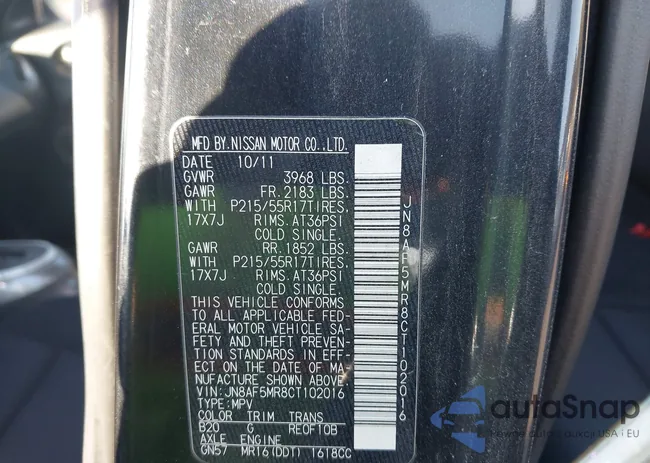 MFD BY. NISSAN MOTOR CO., LTD.
DATE 10/11
GVWR 3968 LBS.
GAWR FR. 2183 LBS.
WITH P215/55R17TIRES.
17X7J RIMS. AT36PSI
COLD SINGLE.
GAWR RR. 1852 LBS.
WITH P215/55R17TIRES.
17X7J RIMS. AT36PSI
COLD SINGLE.
THIS VEHICLE CONFORMS
TO ALL APPLICABLE FED-
ERAL MOTOR VEHICLE SA-
FETY AND THEFT PREVEN-
TION STANDARDS IN EFF-
ECT ON THE DATE OF MA-
NUFACTURE SHOWN ABOVE.
VIN: JN8AF5MR8CT102016
TYPE: MPV
COLOR TRIM TRANS
B20 G RE0F10B
AXLE ENGINE
GN57 MR16(DDT) 1618CC
JN8AF5MR8CT102016
autoSnap
USA i EU